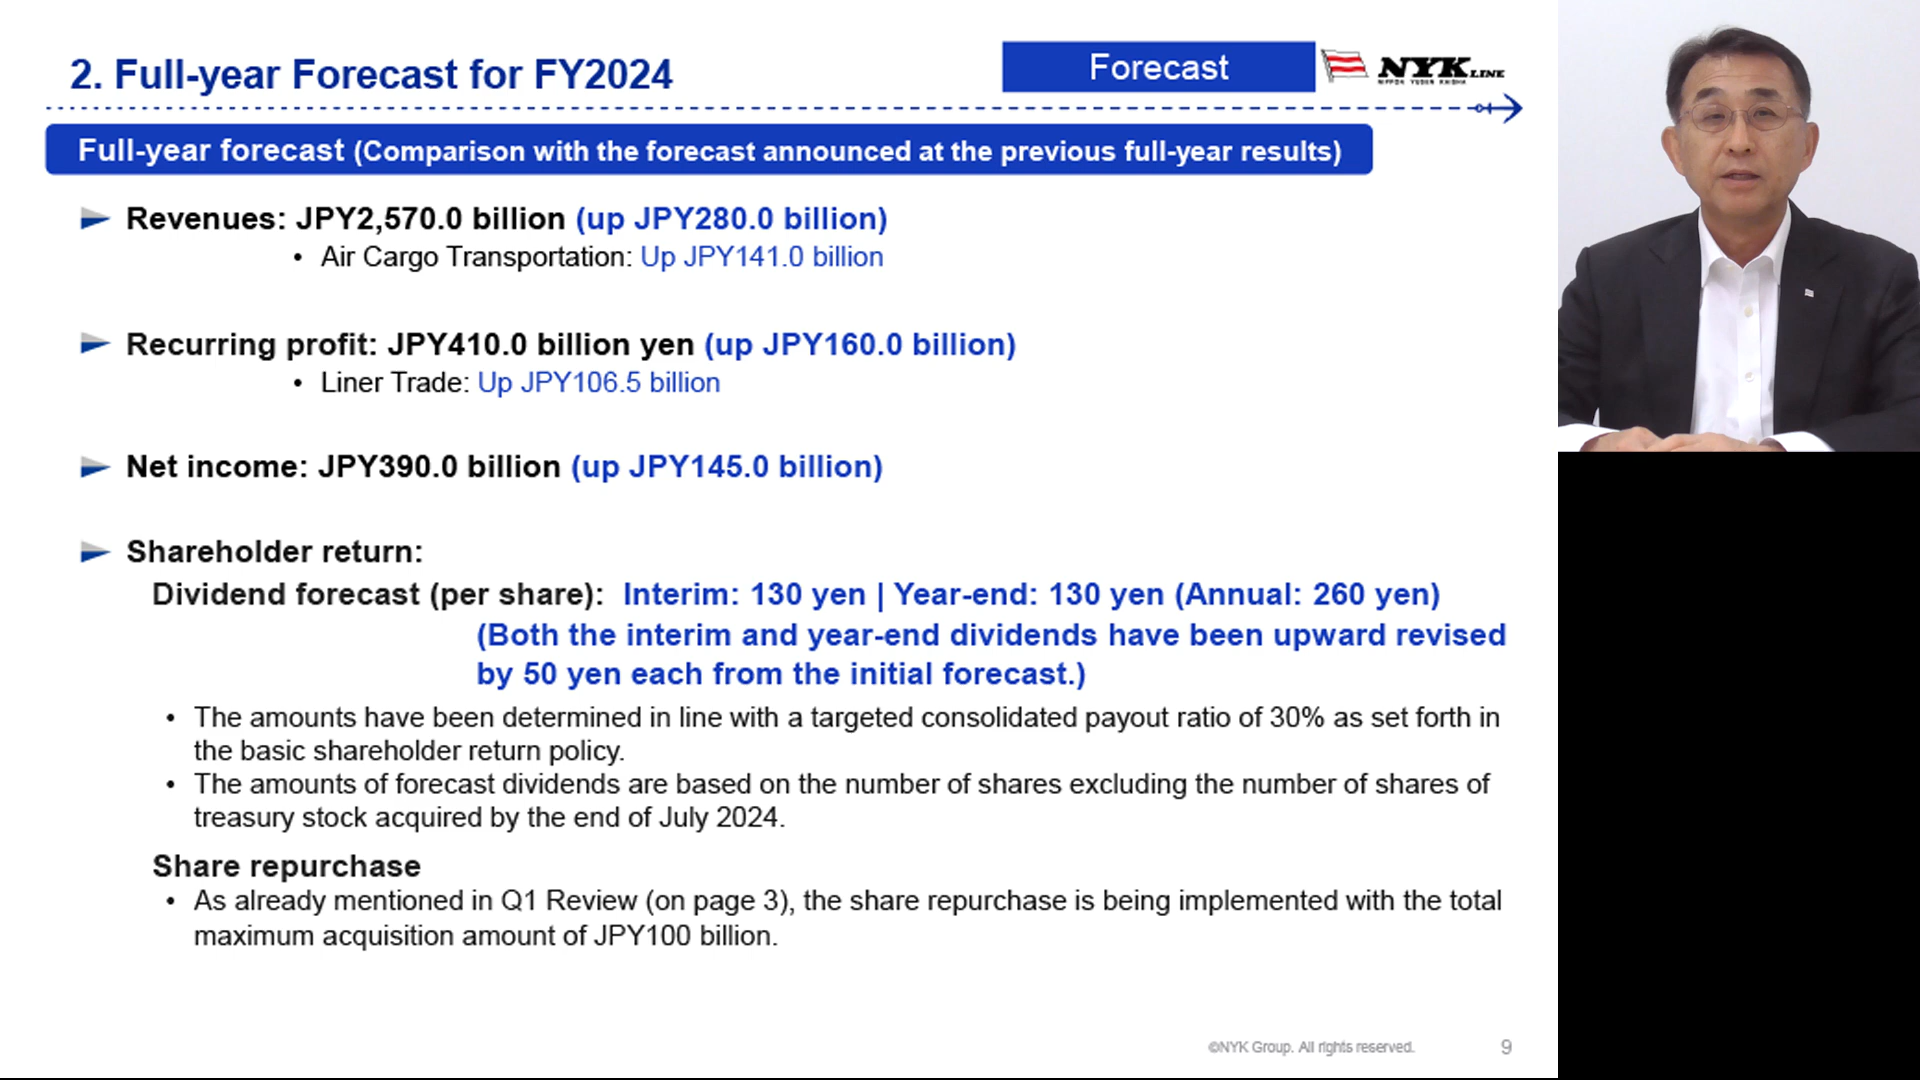 2. Full-year Forecast for FY2024
Forecast
NYK LINE
NIPPON YUSEN KAISHA
Full-year forecast (Comparison with the forecast announced at the previous full-year results)
Revenues: JPY2,570.0 billion (up JPY280.0 billion)
• Air Cargo Transportation: Up JPY141.0 billion
Recurring profit: JPY410.0 billion yen (up JPY160.0 billion)
• Liner Trade: Up JPY106.5 billion
Net income: JPY390.0 billion (up JPY145.0 billion)
Shareholder return:
Dividend forecast (per share): Interim: 130 yen | Year-end: 130 yen (Annual: 260 yen)
(Both the interim and year-end dividends have been upward revised
by 50 yen each from the initial forecast.)
• The amounts have been determined in line with a targeted consolidated payout ratio of 30% as set forth in
the basic shareholder return policy.
• The amounts of forecast dividends are based on the number of shares excluding the number of shares of
treasury stock acquired by the end of July 2024.
Share repurchase
• As already mentioned in Q1 Review (on page 3), the share repurchase is being implemented with the total
maximum acquisition amount of JPY100 billion.
©NYK Group. All rights reserved.
9